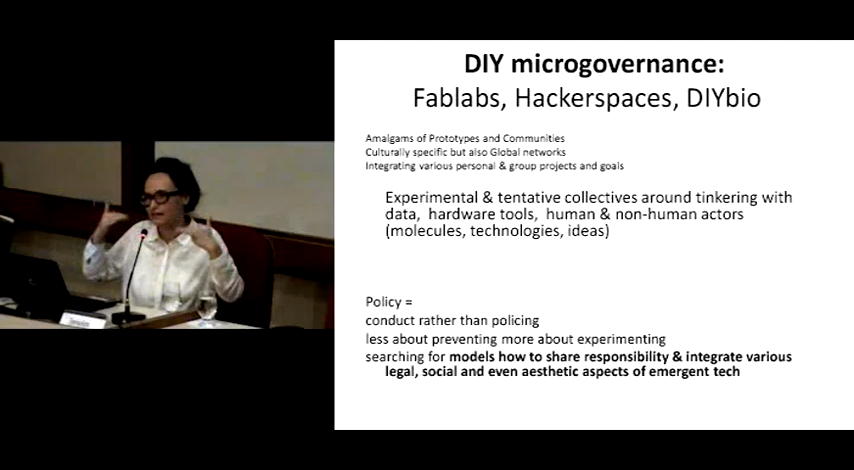 DIY microgovernance:
Fablabs, Hackerspaces, DIYbio
Amalgams of Prototypes and Communities
Culturally specific but also Global networks
Integrating various personal & group projects and goals
Experimental & tentative collectives around tinkering with
data, hardware tools, human & non-human actors
(molecules, technologies, ideas)
Policy =
conduct rather than policing
less about preventing more about experimenting
searching for models how to share responsibility & integrate various
legal, social and even aesthetic aspects of emergent tech